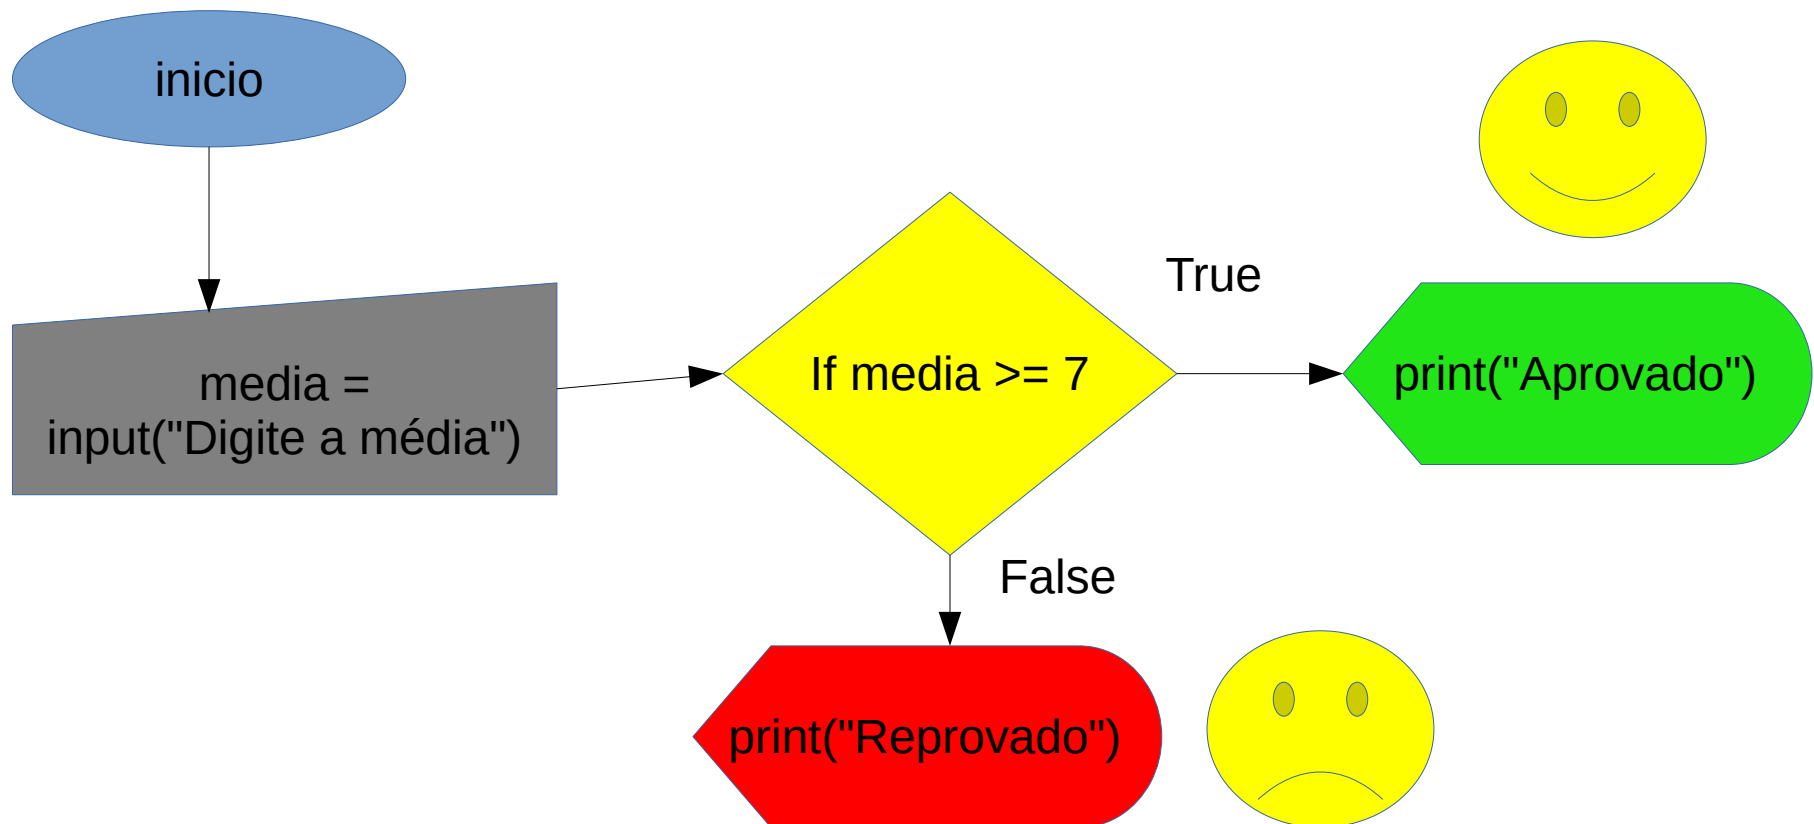 inicio
media =
input("Digite a média")
If media >= 7
True
print("Aprovado")
False
print("Reprovado")